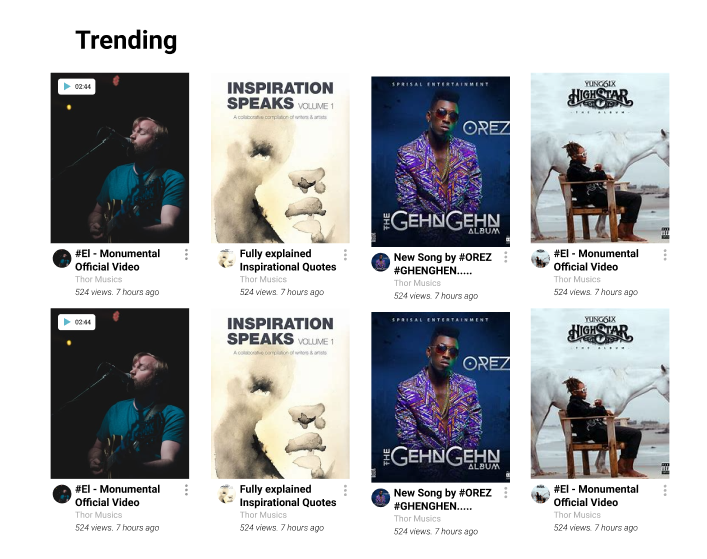 Trending
02:44
INSPIRATION
SPEAKS VOLUME 1
A collaborative compilation of writers & artists
SPRISAL ENTERTAINMENT
OREZ
THE GEHNGEHN
ALBUM
YUNG6IX
HIGH STAR
THE ALBUM
#El - Monumental
Official Video
Thor Musics
524 views. 7 hours ago
Fully explained
Inspirational Quotes
Thor Musics
524 views. 7 hours ago
New Song by #OREZ
#GHENGHEN.....
Thor Musics
524 views. 7 hours ago
#El - Monumental
Official Video
Thor Musics
524 views. 7 hours ago
02:44
INSPIRATION
SPEAKS VOLUME 1
A collaborative compilation of writers & artists
SPRISAL ENTERTAINMENT
OREZ
THE GEHNGEHN
ALBUM
YUNG6IX
HIGH STAR
THE ALBUM
#El - Monumental
Official Video
Thor Musics
524 views. 7 hours ago
Fully explained
Inspirational Quotes
Thor Musics
524 views. 7 hours ago
New Song by #OREZ
#GHENGHEN.....
Thor Musics
524 views. 7 hours ago
#El - Monumental
Official Video
Thor Musics
524 views. 7 hours ago